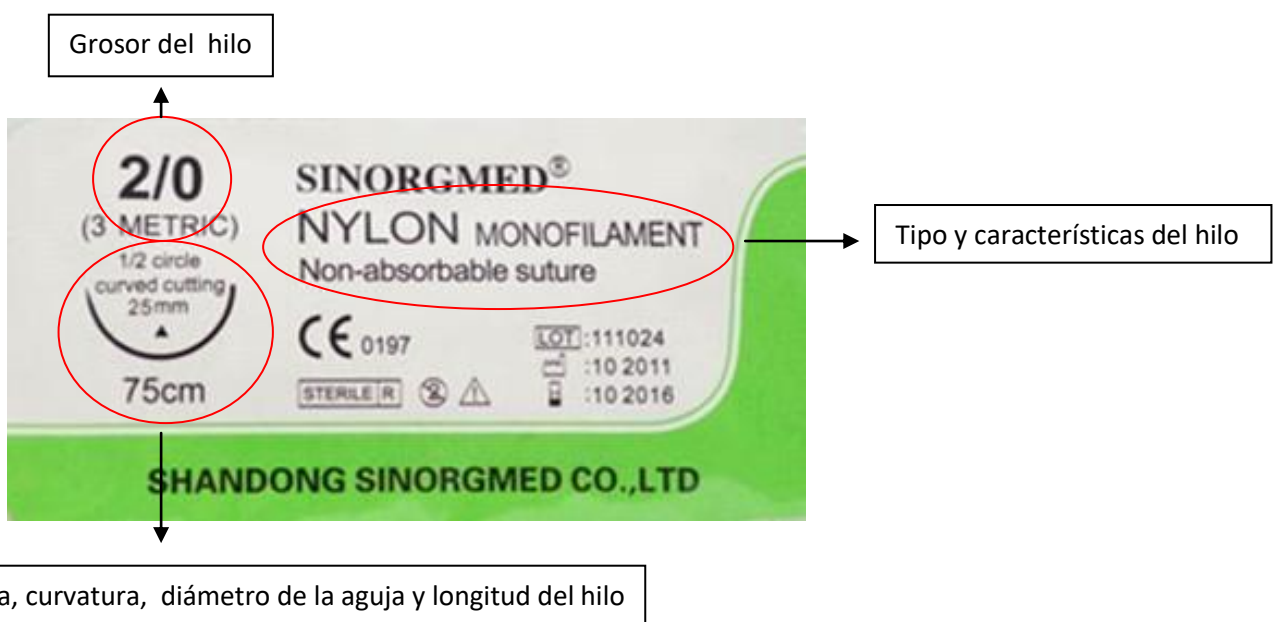 Grosor del hilo
2/0
(3 METRIC)
1/2 circle
curved cutting
25mm
75cm
SINORGMED®
NYLON MONOFILAMENT
Non-absorbable suture
CE 0197
STERILE R
2
LOT :111024
:10 2011
:10 2016
SHANDONG SINORGMED CO.,LTD
Tipo y características del hilo
curvatura, diámetro de la aguja y longitud del hilo